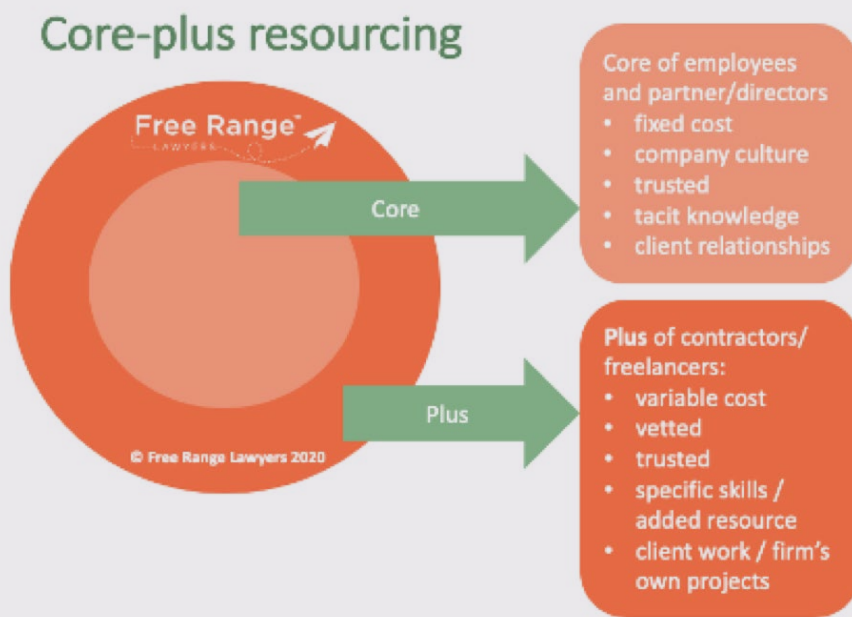 Core-plus resourcing
Free Range™
LAWYERS
Core
Plus
© Free Range Lawyers 2020
Core of employees
and partner/directors
• fixed cost
• company culture
• trusted
• tacit knowledge
• client relationships
Plus of contractors/
freelancers:
• variable cost
• vetted
• trusted
• specific skills /
added resource
• client work / firm's
own projects